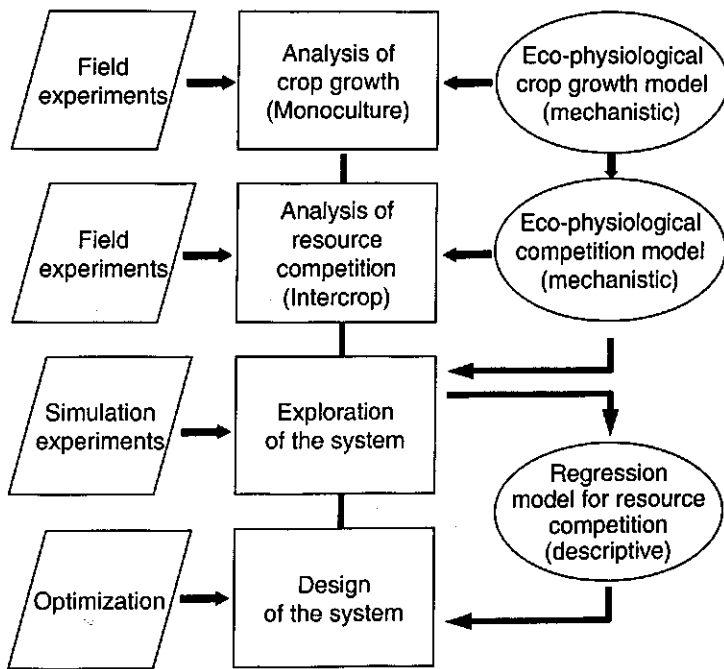 Field
experiments
Analysis of
crop growth
(Monoculture)
Eco-physiological
crop growth model
(mechanistic)
Field
experiments
Analysis of
resource
competition
(Intercrop)
Eco-physiological
competition model
(mechanistic)
Simulation
experiments
Exploration
of the system
Regression
model for resource
competition
(descriptive)
Optimization
Design
of the system